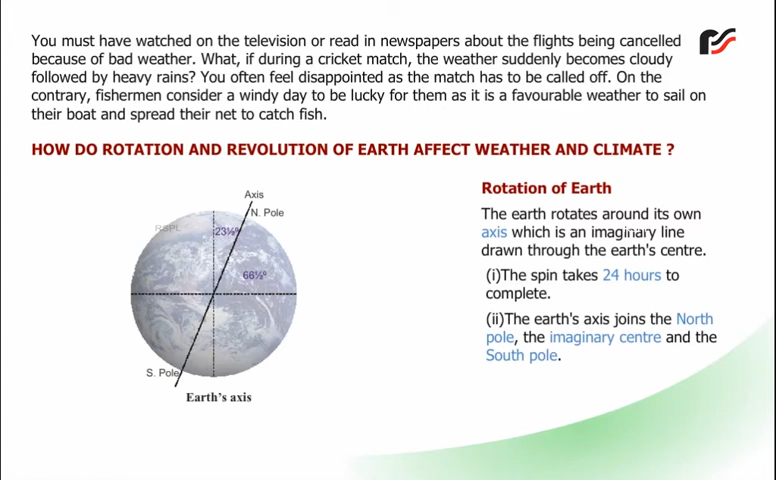 You must have watched on the television or read in newspapers about the flights being cancelled
because of bad weather. What, if during a cricket match, the weather suddenly becomes cloudy
followed by heavy rains? You often feel disappointed as the match has to be called off. On the
contrary, fishermen consider a windy day to be lucky for them as it is a favourable weather to sail on
their boat and spread their net to catch fish.
HOW DO ROTATION AND REVOLUTION OF EARTH AFFECT WEATHER AND CLIMATE ?
Axis
N. Pole
RSPL
23½º
66½º
S. Pole
Earth's axis
Rotation of Earth
The earth rotates around its own
axis which is an imaginary line
drawn through the earth's centre.
(i)The spin takes 24 hours to
complete.
(ii)The earth's axis joins the North
pole, the imaginary centre and the
South pole.